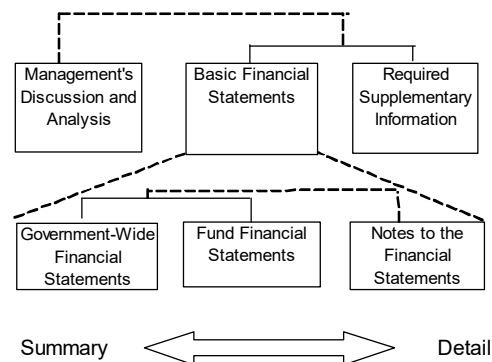 Management's
Discussion and
Analysis
Basic Financial
Statements
Required
Supplementary
Information
Government-Wide
Financial
Statements
Fund Financial
Statements
Notes to the
Financial
Statements
Summary
Detail